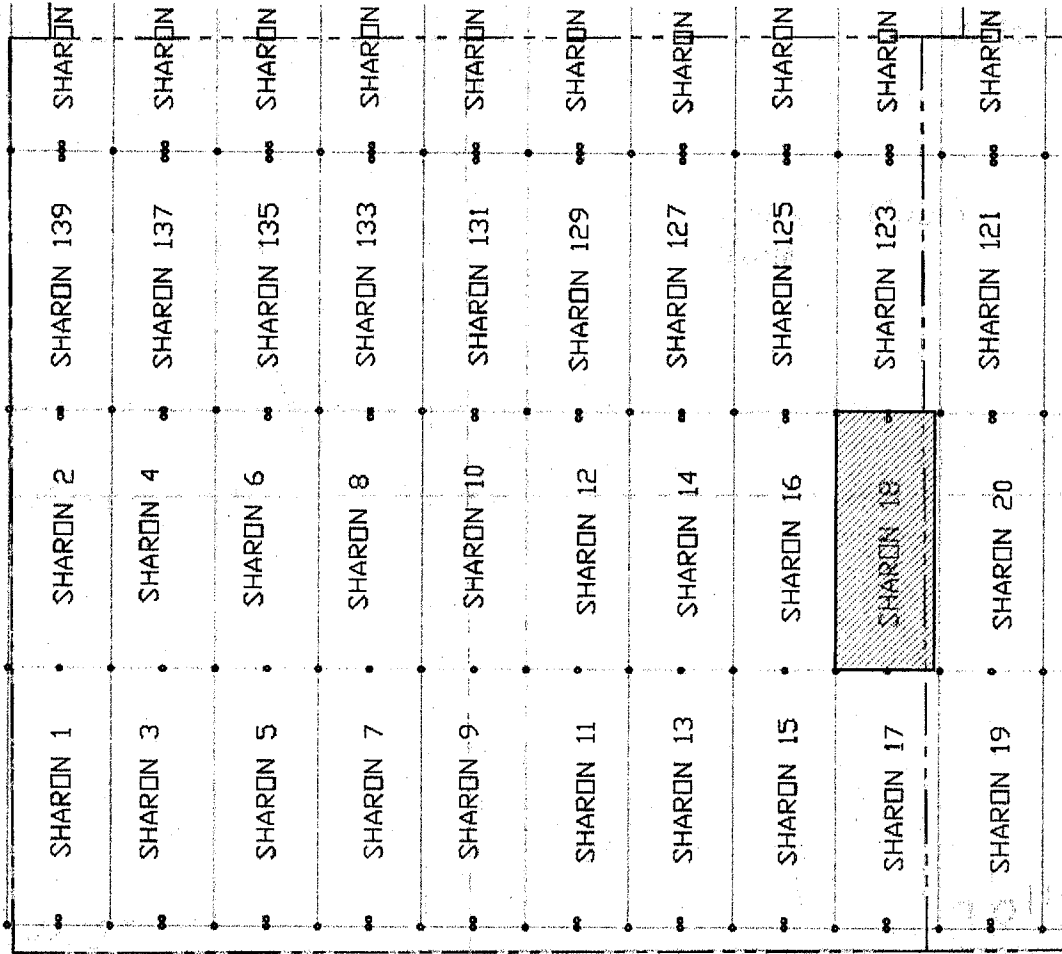 SHARON
SHARON
SHARON
SHARON
SHARON
SHARON
SHARON
SHARON
SHARON
SHARON
SHARON 139
SHARON 137
SHARON 135
SHARON 133
SHARON 131
SHARON 129
SHARON 127
SHARON 125
SHARON 123
SHARON 121
SHARON 2
SHARON 4
SHARON 6
SHARON 8
SHARON 10
SHARON 12
SHARON 14
SHARON 16
SHARON 18
SHARON 20
SHARON 1
SHARON 3
SHARON 5
SHARON 7
SHARON 9
SHARON 11
SHARON 13
SHARON 15
SHARON 17
SHARON 19